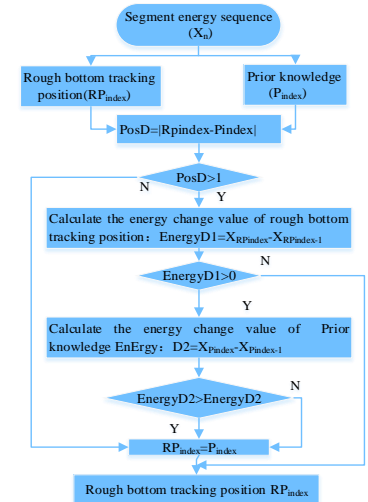 Segment energy sequence
(Xn)
Rough bottom tracking
position(RPindex)
Prior knowledge
(Pindex)
PosD=|Rpindex-Pindex|
PosD>1
N
Y
Calculate the energy change value of rough bottom
tracking position：EnergyD1=XRPindex-XRPindex-1
EnergyD1>0
N
Y
Calculate the energy change value of Prior
knowledge EnErgy：D2=XPindex-XPindex-1
EnergyD2>EnergyD2
N
Y
RPindex=Pindex
Rough bottom tracking position RPindex